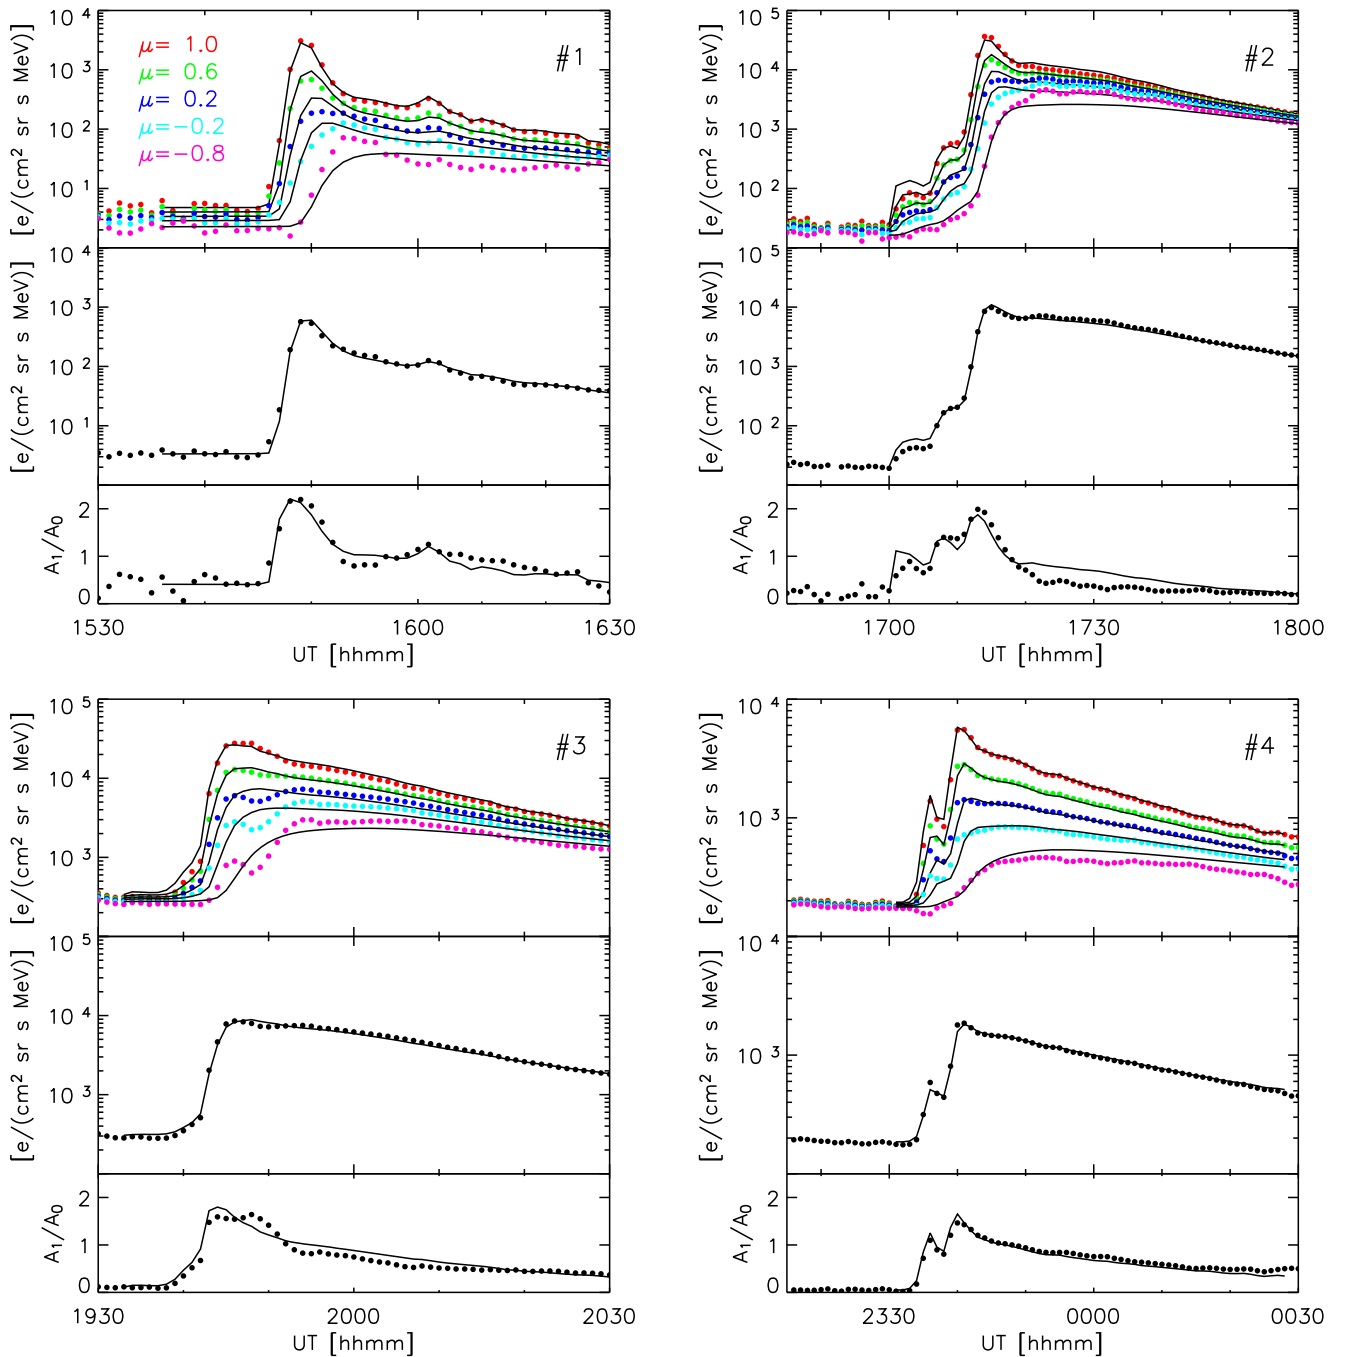 #1
μ= 1.0
μ= 0.6
μ= 0.2
μ=−0.2
μ=−0.8
10 4
10 3
10 2
10 1
[e/(cm² sr s MeV)]
10 4
10 3
10 2
10 1
[e/(cm² sr s MeV)]
2
1
0
A₁/A₀
1530 1600 1630
UT [hhmm]
#2
10 5
10 4
10 3
10 2
[e/(cm² sr s MeV)]
10 5
10 4
10 3
10 2
[e/(cm² sr s MeV)]
2
1
0
A₁/A₀
1700 1730 1800
UT [hhmm]
#3
10 5
10 4
10 3
[e/(cm² sr s MeV)]
10 5
10 4
10 3
[e/(cm² sr s MeV)]
2
1
0
A₁/A₀
1930 2000 2030
UT [hhmm]
#4
10 4
10 3
[e/(cm² sr s MeV)]
10 4
10 3
[e/(cm² sr s MeV)]
2
1
0
A₁/A₀
2330 0000 0030
UT [hhmm]